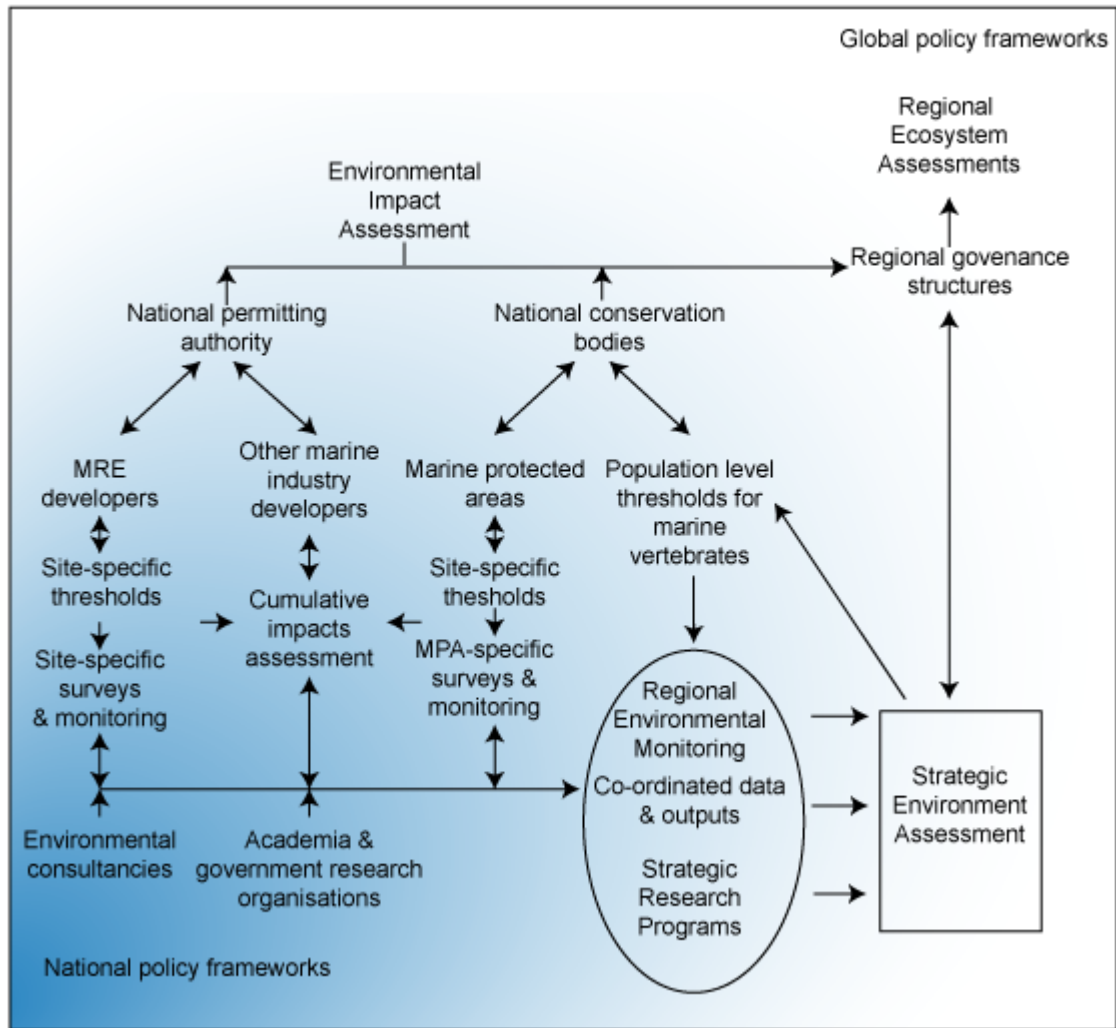 Global policy frameworks
Regional
Ecosystem
Assessments
Environmental
Impact
Assessment
Regional govenance
structures
National permitting
authority
National conservation
bodies
MRE
developers
Other marine
industry
developers
Marine protected
areas
Population level
thresholds for
marine
vertebrates
Site-specific
thresholds
Cumulative
impacts
assessment
Site-specific
thesholds
Site-specific
surveys
& monitoring
MPA-specific
surveys &
monitoring
Regional
Environmental
Monitoring
Co-ordinated data
& outputs
Strategic
Research
Programs
Strategic
Environment
Assessment
Environmental
consultancies
Academia &
government research
organisations
National policy frameworks